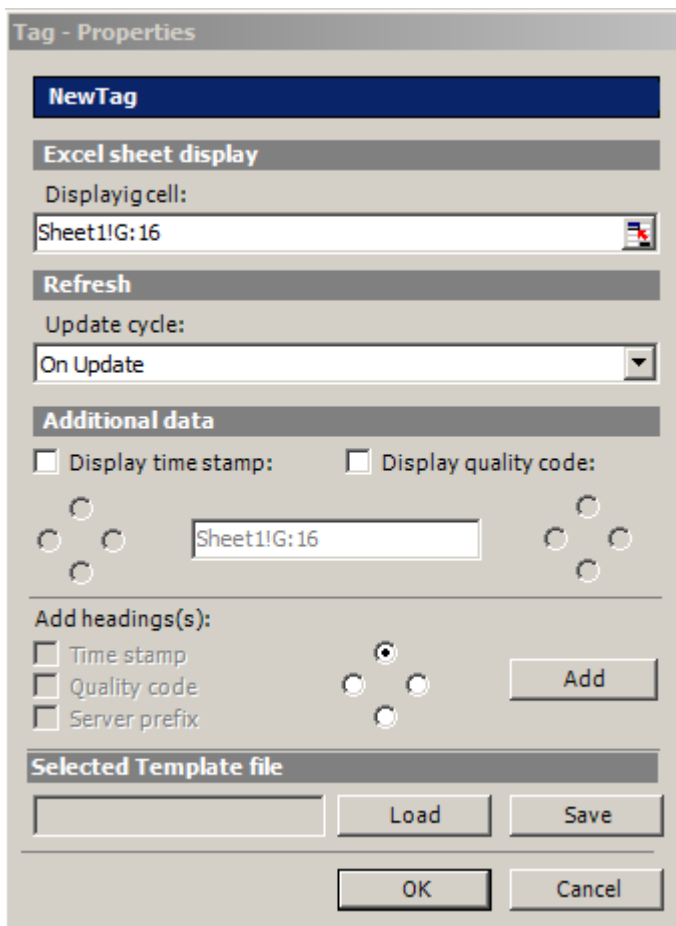 Tag - Properties
NewTag
Excel sheet display
Displayigcell:
Sheet1!G:16
Refresh
Update cycle:
On Update
Additional data
Display time stamp: Display quality code:
Sheet1!G:16
Add headings(s):
Time stamp
Quality code
Add
Server prefix
Selected Template file
Load Save
OK Cancel